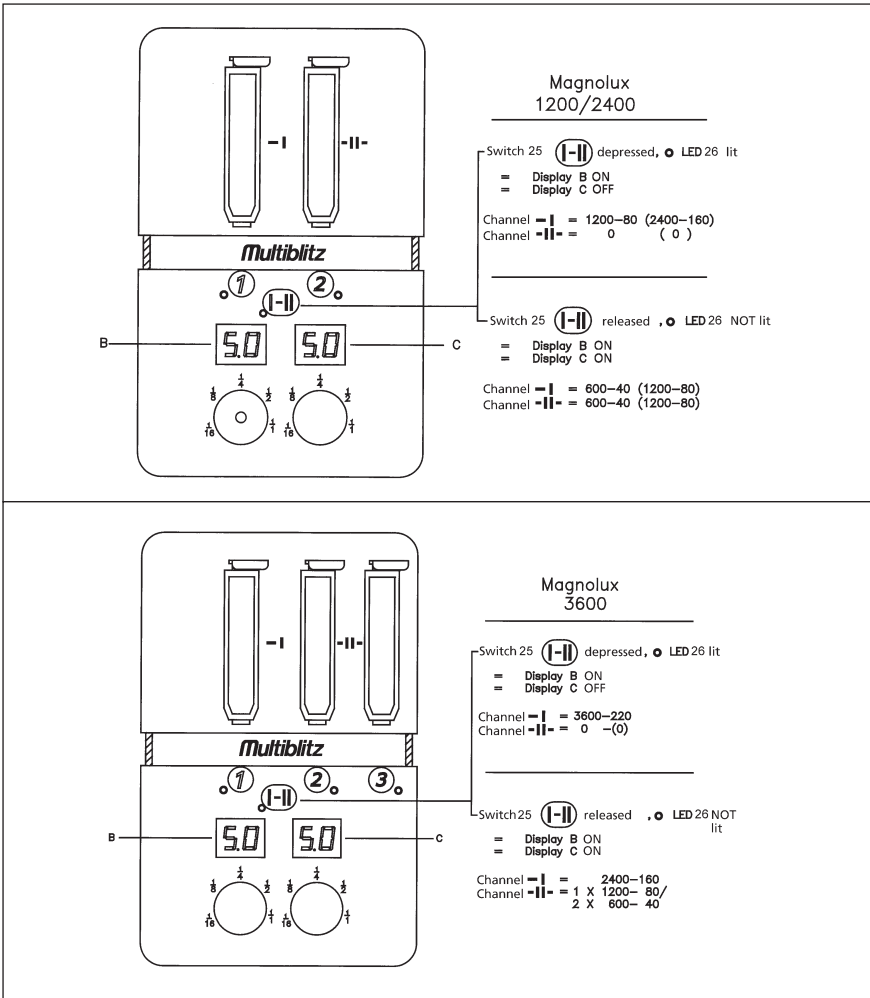 Magnolux
1200/2400
-I
-II-
Switch 25 I-II depressed, LED 26 lit
= Display B ON
= Display C OFF
Channel -I = 1200-80 (2400-160)
Channel -II- = 0 ( 0 )
Multiblitz
1 2
I-II
Switch 25 I-II released , LED 26 NOT lit
= Display B ON
= Display C ON
B 5.0 5.0 C
Channel -I = 600-40 (1200-80)
Channel -II- = 600-40 (1200-80)
1/16 1/8 1/4 1/2 1/1 1/16 1/8 1/4 1/2 1/1
Magnolux
3600
-I
-II-
Switch 25 I-II depressed, LED 26 lit
= Display B ON
= Display C OFF
Channel -I = 3600-220
Channel -II- = 0 -(0)
Multiblitz
1 2 3
I-II
Switch 25 I-II released , LED 26 NOT
lit
= Display B ON
= Display C ON
B 5.0 5.0 C
Channel -I = 2400-160
Channel -II- = 1 X 1200- 80/
2 X 600- 40
1/16 1/8 1/4 1/2 1/1 1/16 1/8 1/4 1/2 1/1